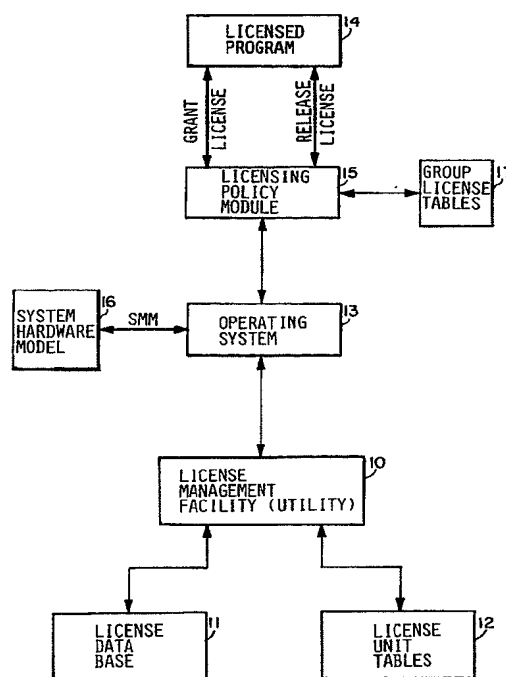 14
LICENSED
PROGRAM
GRANT
LICENSE
RELEASE
LICENSE
15
LICENSING
POLICY
MODULE
GROUP
LICENSE
TABLES
16
SYSTEM
HARDWARE
MODEL
SMM
13
OPERATING
SYSTEM
10
LICENSE
MANAGEMENT
FACILITY (UTILITY)
11
LICENSE
DATA
BASE
12
LICENSE
UNIT
TABLES